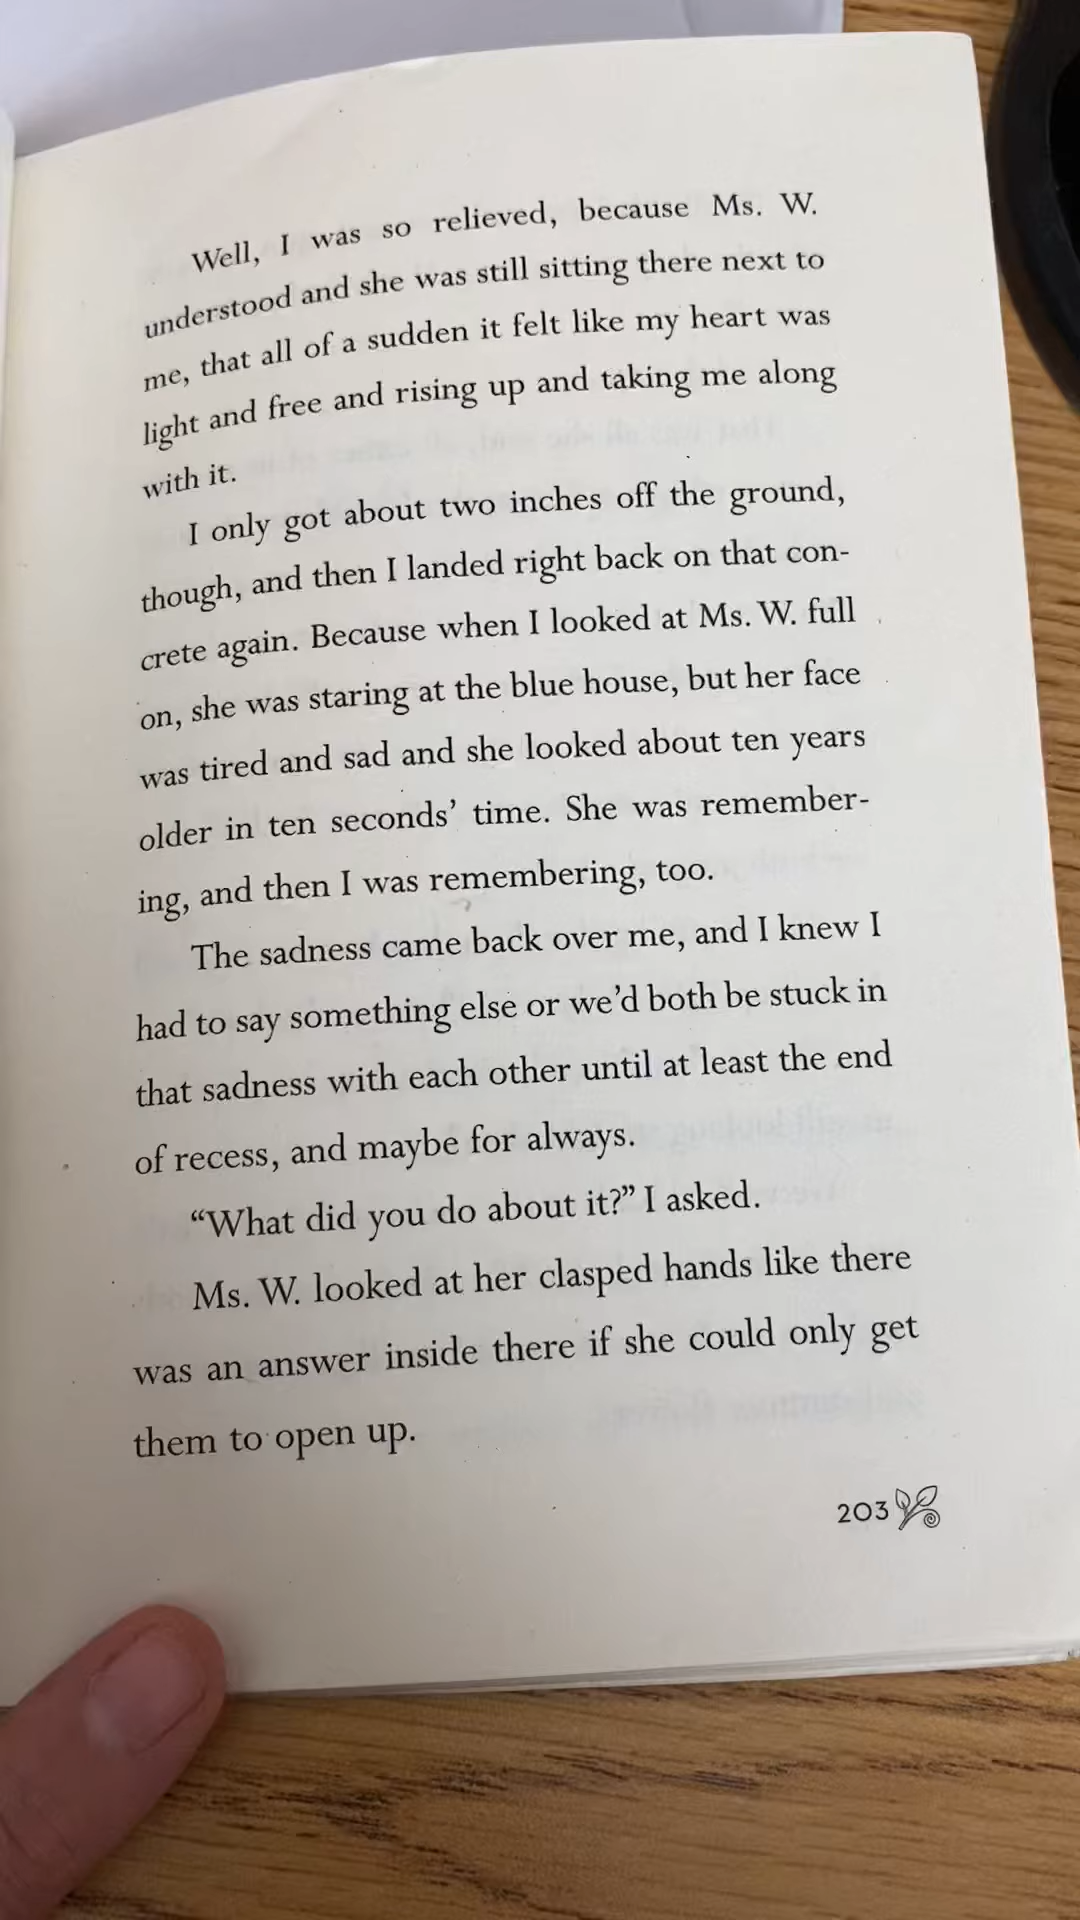 Well, I was so relieved, because Ms. W.
understood and she was still sitting there next to
me, that all of a sudden it felt like my heart was
light and free and rising up and taking me along
with it.
I only got about two inches off the ground,
though, and then I landed right back on that con-
crete again. Because when I looked at Ms. W. full
on, she was staring at the blue house, but her face
was tired and sad and she looked about ten years
older in ten seconds’ time. She was remember-
ing, and then I was remembering, too.
The sadness came back over me, and I knew I
had to say something else or we’d both be stuck in
that sadness with each other until at least the end
of recess, and maybe for always.
“What did you do about it?” I asked.
Ms. W. looked at her clasped hands like there
was an answer inside there if she could only get
them to open up.
203